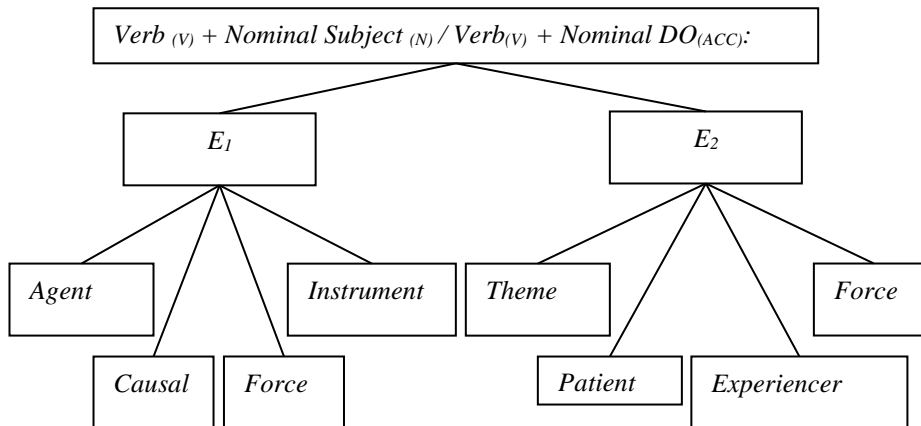 Verb (V) + Nominal Subject (N) / Verb(V) + Nominal DO(ACC):
E1
E2
Agent
Instrument
Theme
Force
Causal
Force
Patient
Experiencer